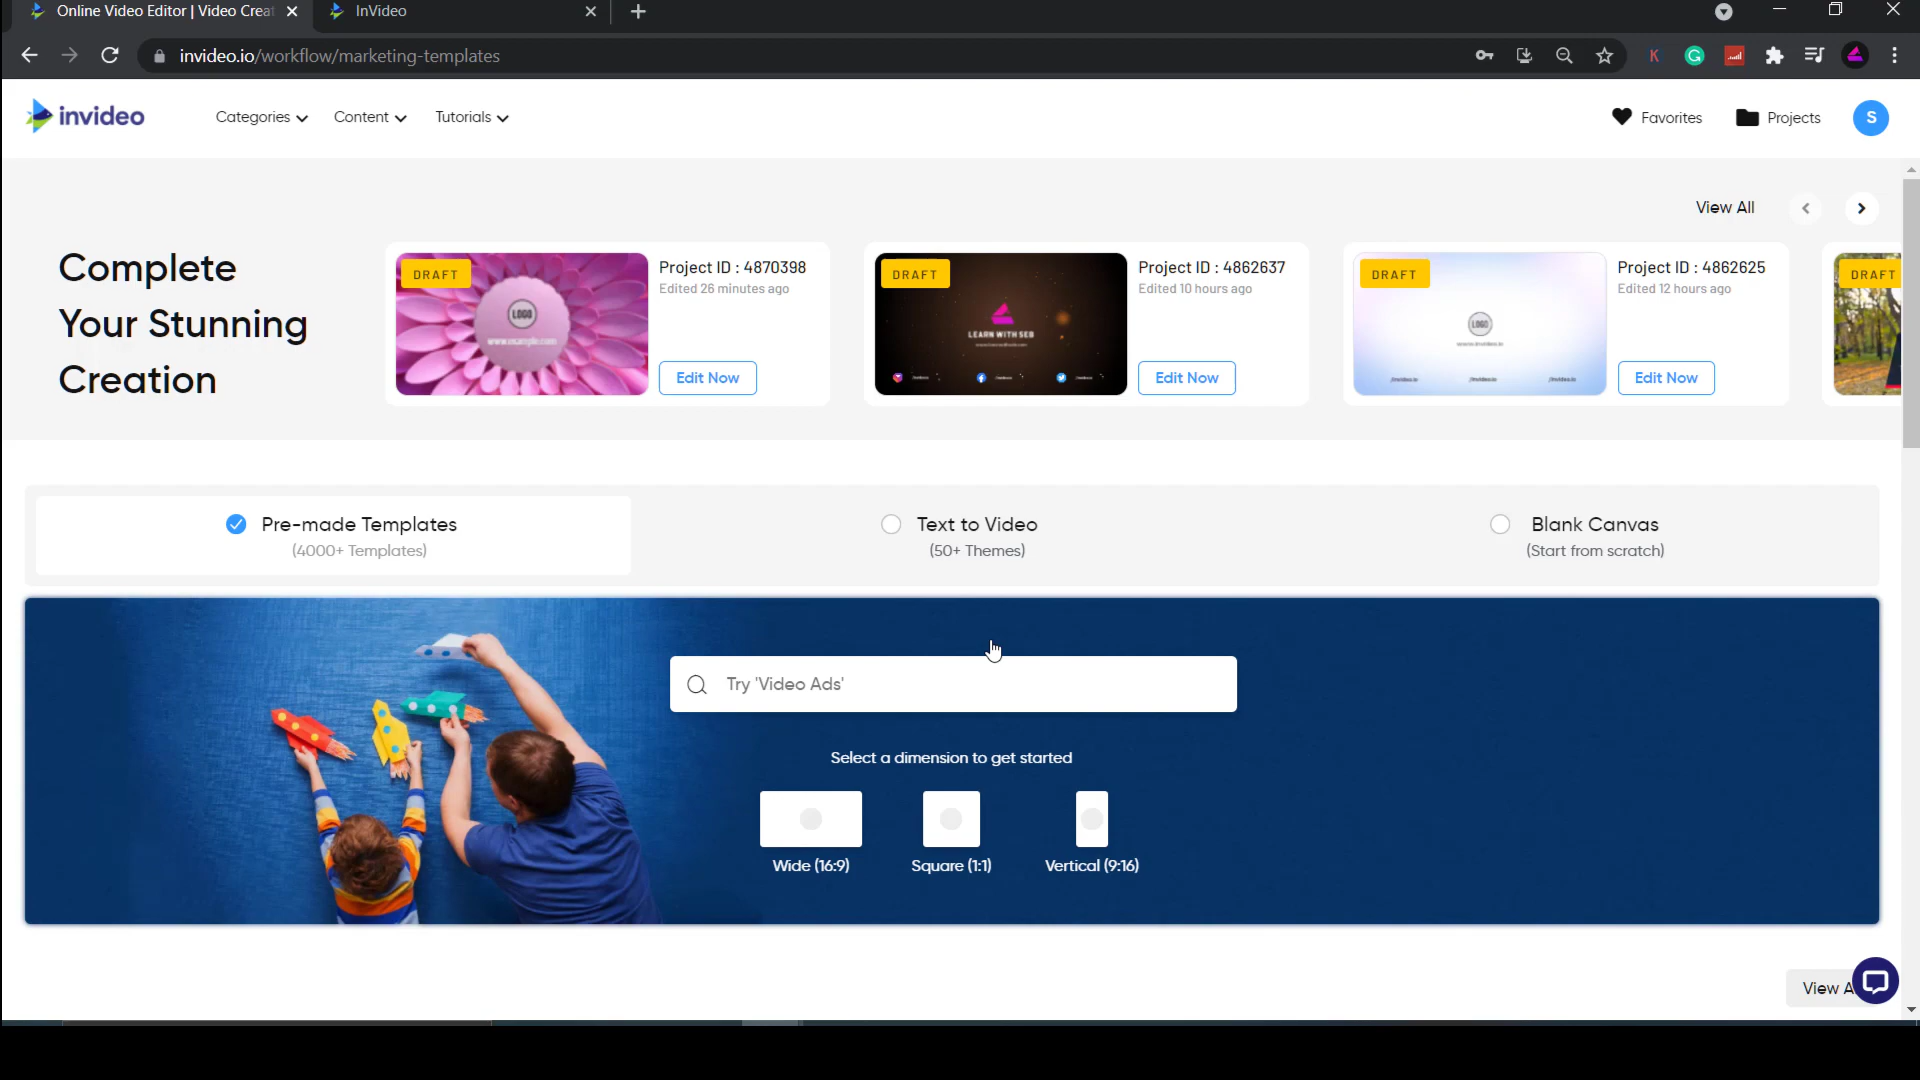 Online Video Editor | Video Crea
InVideo
invideo.io/workflow/marketing-templates
invideo
Categories
Content
Tutorials
Favorites
Projects
S
View All
Complete
Your Stunning
Creation
DRAFT
LOGO
www.example.com
Project ID : 4870398
Edited 26 minutes ago
Edit Now
DRAFT
LEARN WITH SEB
Project ID : 4862637
Edited 10 hours ago
Edit Now
DRAFT
LOGO
Project ID : 4862625
Edited 12 hours ago
Edit Now
DRAFT
Pre-made Templates
(4000+ Templates)
Text to Video
(50+ Themes)
Blank Canvas
(Start from scratch)
Try 'Video Ads'
Select a dimension to get started
Wide (16:9)
Square (1:1)
Vertical (9:16)
View A